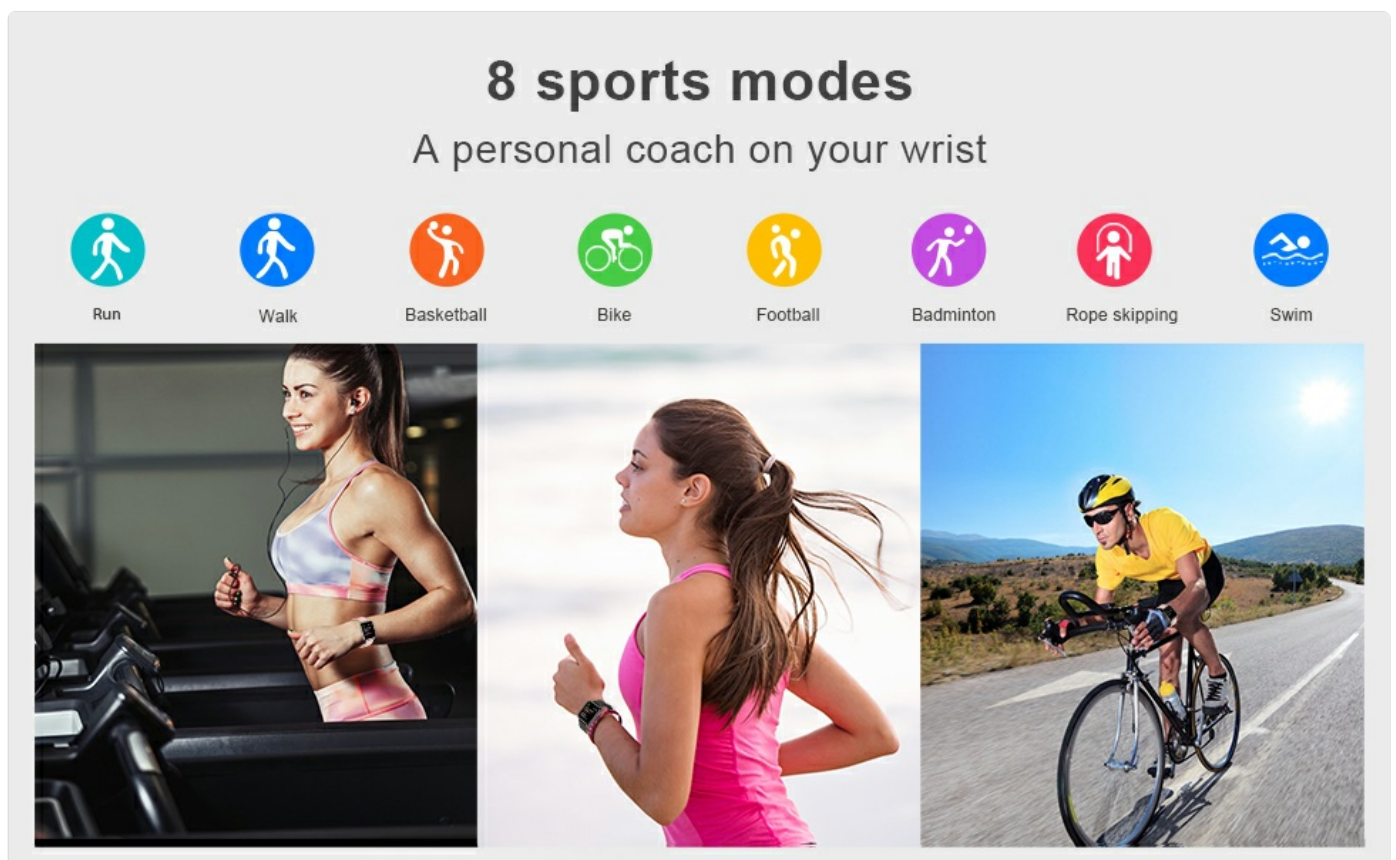 8 sports modes
A personal coach on your wrist
Run
Walk
Basketball
Bike
Football
Badminton
Rope skipping
Swim